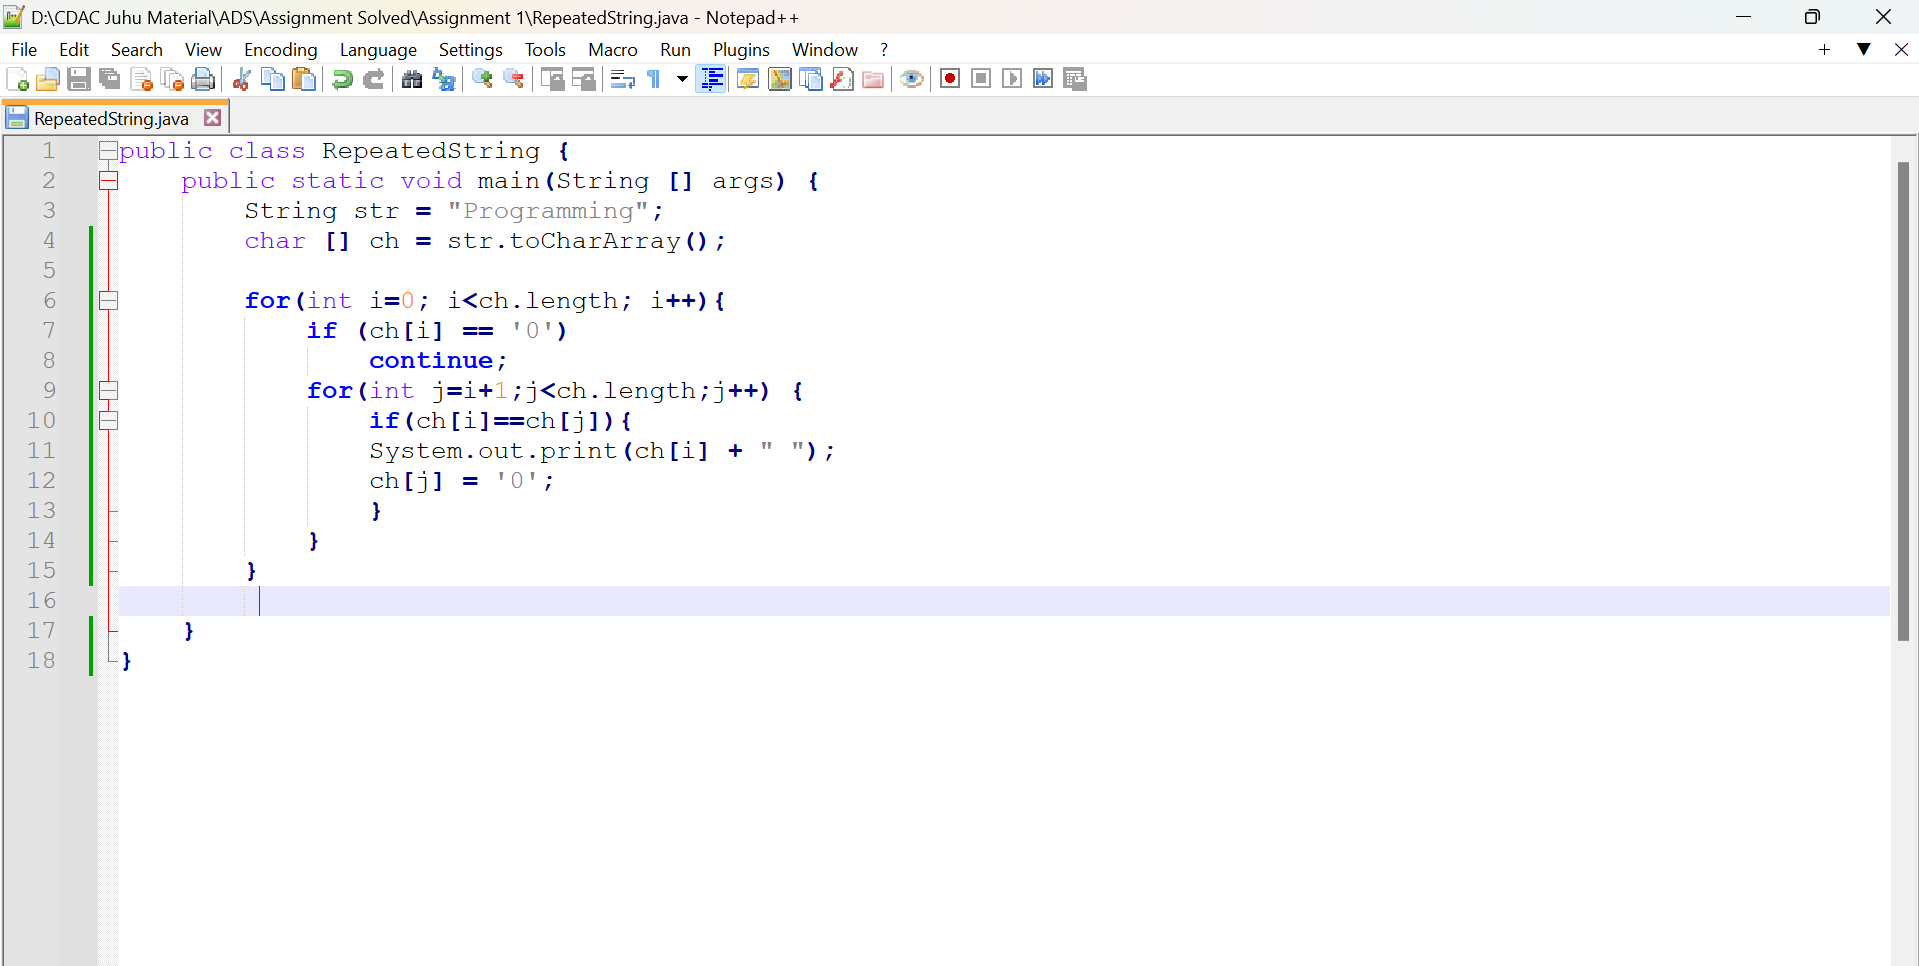 D:\CDAC Juhu Material\ADS\Assignment Solved\Assignment 1\RepeatedString.java - Notepad++
File Edit Search View Encoding Language Settings Tools Macro Run Plugins Window ?
RepeatedString.java
1 public class RepeatedString {
2 public static void main(String [] args) {
3 String str = "Programming";
4 char [] ch = str.toCharArray();
5
6 for(int i=0; i<ch.length; i++){
7 if (ch[i] == '0')
8 continue;
9 for(int j=i+1;j<ch.length;j++) {
10 if(ch[i]==ch[j]){
11 System.out.print(ch[i] + " ");
12 ch[j] = '0';
13 }
14 }
15 }
16
17 }
18 }